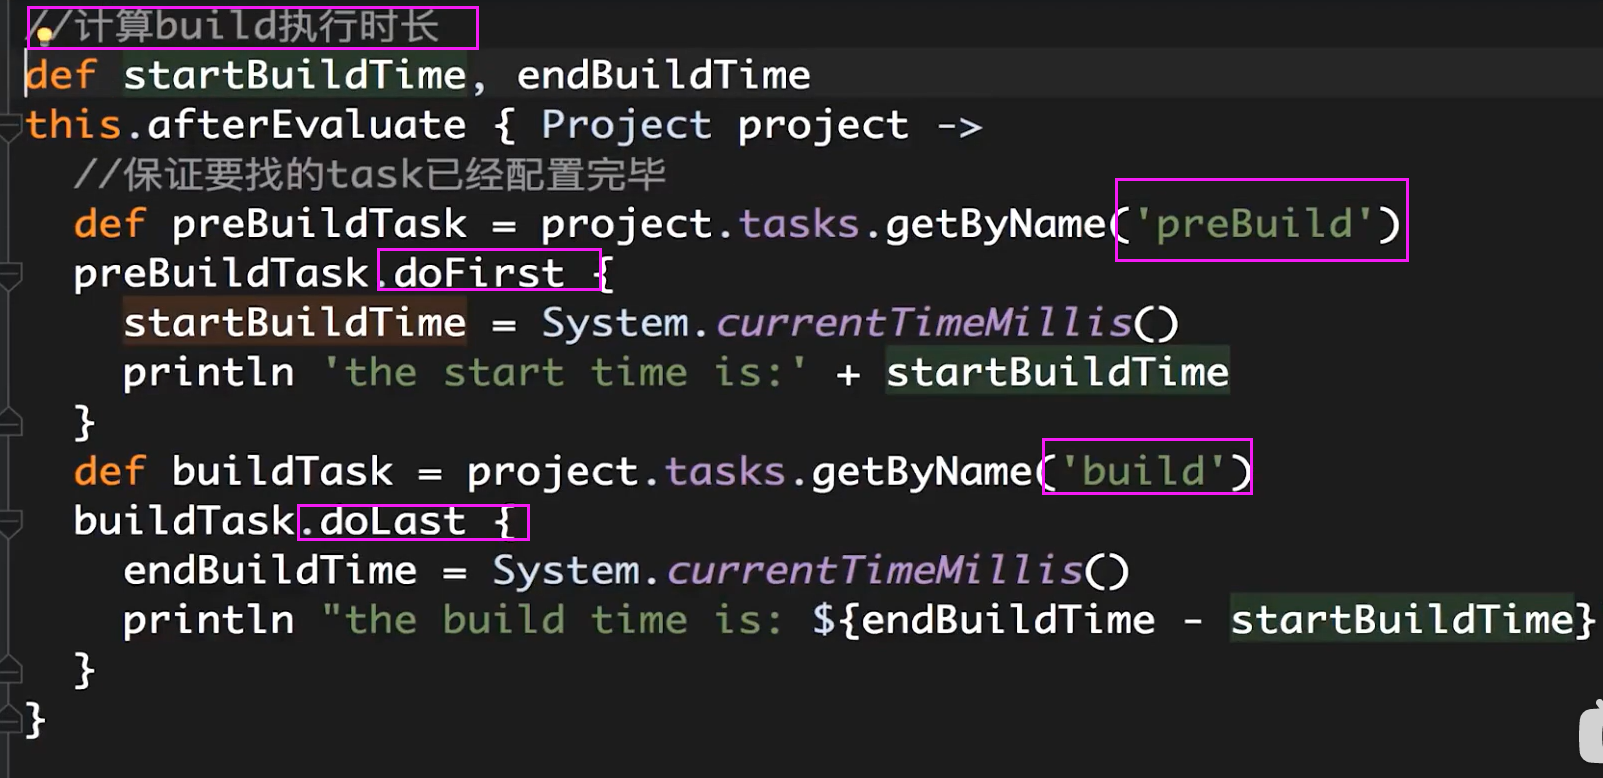 //计算build执行时长
def startBuildTime, endBuildTime
this.afterEvaluate { Project project ->
//保证要找的task已经配置完毕
def preBuildTask = project.tasks.getByName('preBuild')
preBuildTask.doFirst {
startBuildTime = System.currentTimeMillis()
println 'the start time is:' + startBuildTime
}
def buildTask = project.tasks.getByName('build')
buildTask.doLast {
endBuildTime = System.currentTimeMillis()
println "the build time is: ${endBuildTime - startBuildTime}
}
}